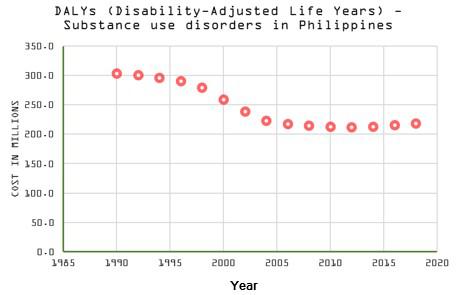 DALYs (Disability-Adjusted Life Years) -
Substance use disorders in Philippines
COST IN MILLIONS
350.0
300.0
250.0
200.0
150.0
100.0
50.0
0.0
1985 1990 1995 2000 2005 2010 2015 2020
Year